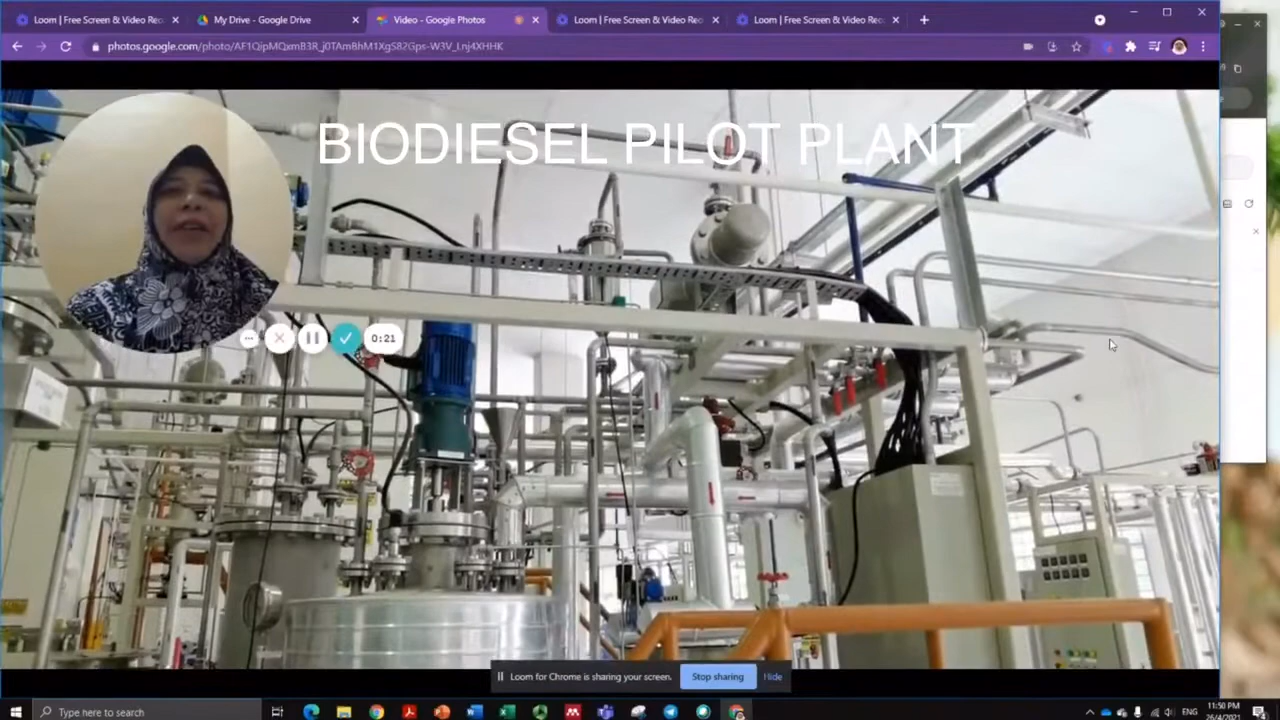 Loom | Free Screen & Video Rec
My Drive - Google Drive
Video - Google Photos
Loom | Free Screen & Video Rec
Loom | Free Screen & Video Rec
photos.google.com/photo/AF1QipMQxmB3R_j0TAmBhM1XgS82Gps-W3V_Lnj4XHHK
BIODIESEL PILOT PLANT
0:21
Loom for Chrome is sharing your screen.
Stop sharing
Hide
Type here to search
ENG
11:50 PM
26/4/2021